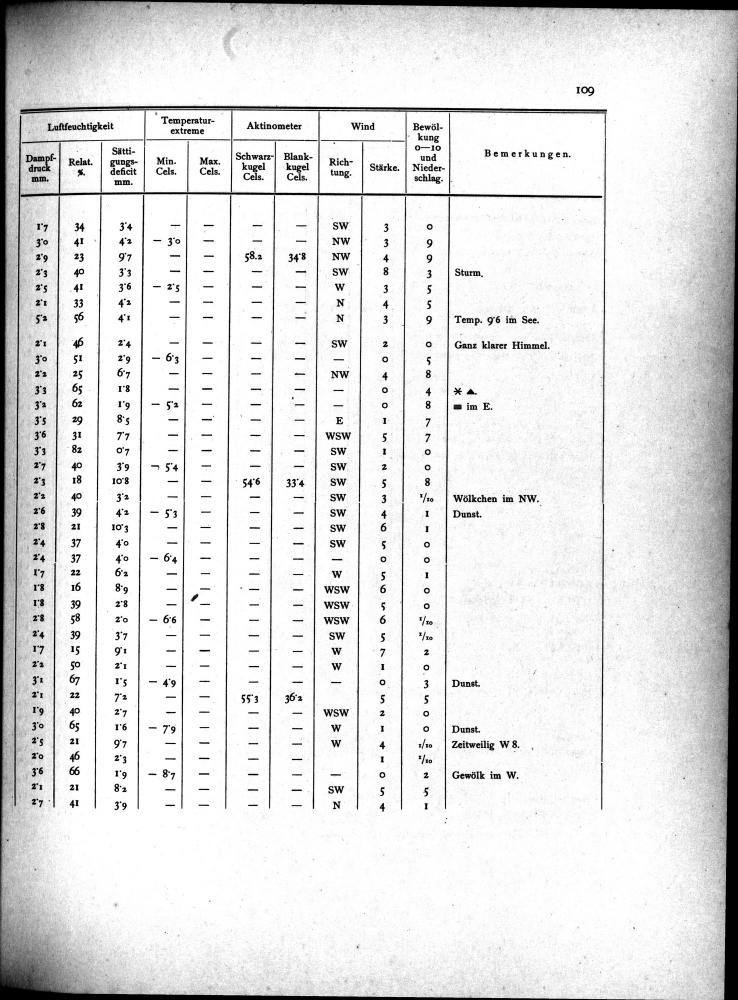 109
Luftfeuchtigkeit Temperatur-extreme Aktinometer Wind Bewölkung 0—10 und Niederschlag. Bemerkungen.
Dampfdruck mm. Relat. %. Sättigungsdeficit mm. Min. Cels. Max. Cels. Schwarzkugel Cels. Blankkugel Cels. Richtung. Stärke.
1·7 34 3·4 — — — — SW 3 0
3·0 41 4·2 — 3·0 — — — NW 3 9
2·9 23 9·7 — — 58.2 34·8 NW 4 9
2·3 40 3·3 — — — — SW 8 3 Sturm.
2·5 41 3·6 — 2·5 — — — W 3 5
2·1 33 4·2 — — — — N 4 5
5·2 56 4·1 — — — — N 3 9 Temp. 9·6 im See.
2·1 46 2·4 — — — — SW 2 0 Ganz klarer Himmel.
3·0 51 2·9 — 6·3 — — — — 0 5
2·2 25 6·7 — — — — NW 4 8
3·3 65 1·8 — — — — — 0 4 ✶ ▲.
3·2 62 1·9 — 5·2 — — — — 0 8 im E.
3·5 29 8·5 — — — — E 1 7
3·6 31 7·7 — — — — WSW 5 7
3·3 82 0·7 — — — — SW 1 0
2·7 40 3·9 — 5·4 — — — SW 2 0
2·3 18 10·8 — — 54·6 33·4 SW 5 8
2·2 40 3·2 — — — — SW 3 1/10 Wölkchen im NW.
2·6 39 4·2 — 5·3 — — — SW 4 1 Dunst.
2·8 21 10·3 — — — — SW 6 1
2·4 37 4·0 — — — — SW 5 0
2·4 37 4·0 — 6·4 — — — — 0 0
1·7 22 6·2 — — — — W 5 1
1·8 16 8·9 — — — — WSW 6 0
1·8 39 2·8 — — — — WSW 5 0
2·8 58 2·0 — 6·6 — — — WSW 6 1/10
2·4 39 3·7 — — — — SW 5 1/10
1·7 15 9·1 — — — — W 7 2
2·2 50 2·1 — — — — W 1 0
3·1 67 1·5 — 4·9 — — — — 0 3 Dunst.
2·1 22 7·2 — — 55·3 36·2 5 5
1·9 40 2·7 — — — — WSW 2 0
3·0 65 1·6 — 7·9 — — — W 1 0 Dunst.
2·5 21 9·7 — — — — W 4 1/10 Zeitweilig W 8.
2·0 46 2·3 — — — — 1 1/10
3·6 66 1·9 — 8·7 — — — — 0 2 Gewölk im W.
2·1 21 8·2 — — — — SW 5 5
2·7 41 3·9 — — — — N 4 1